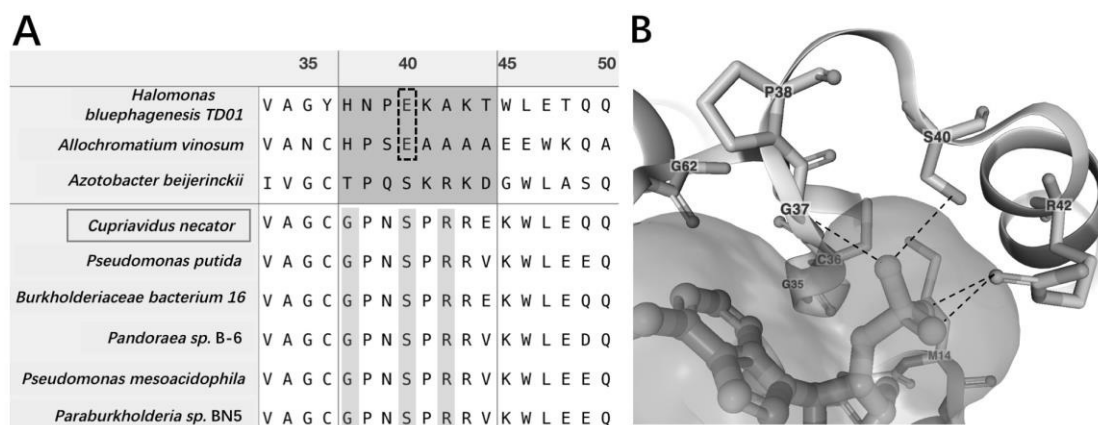 A
35 40 45 50
Halomonas
bluephagenesis TD01 V A G Y H N P E K A K T W L E T Q Q
Allochromatium vinosum V A N C H P S E A A A A E E W K Q A
Azotobacter beijerinckii I V G C T P Q S K R K D G W L A S Q
Cupriavidus necator V A G C G P N S P R R E K W L E Q Q
Pseudomonas putida V A G C G P N S P R R V K W L E E Q
Burkholderiaceae bacterium 16 V A G C G P N S P R R E K W L E Q Q
Pandoraea sp. B-6 V A G C G P N S P R R V K W L E D Q
Pseudomonas mesoacidophila V A G C G P N S P R R V K W L E E Q
Paraburkholderia sp. BN5 V A G C G P N S P R R V K W L E E Q
B
P38
S40
G62
G37
R42
C36
G35
M14